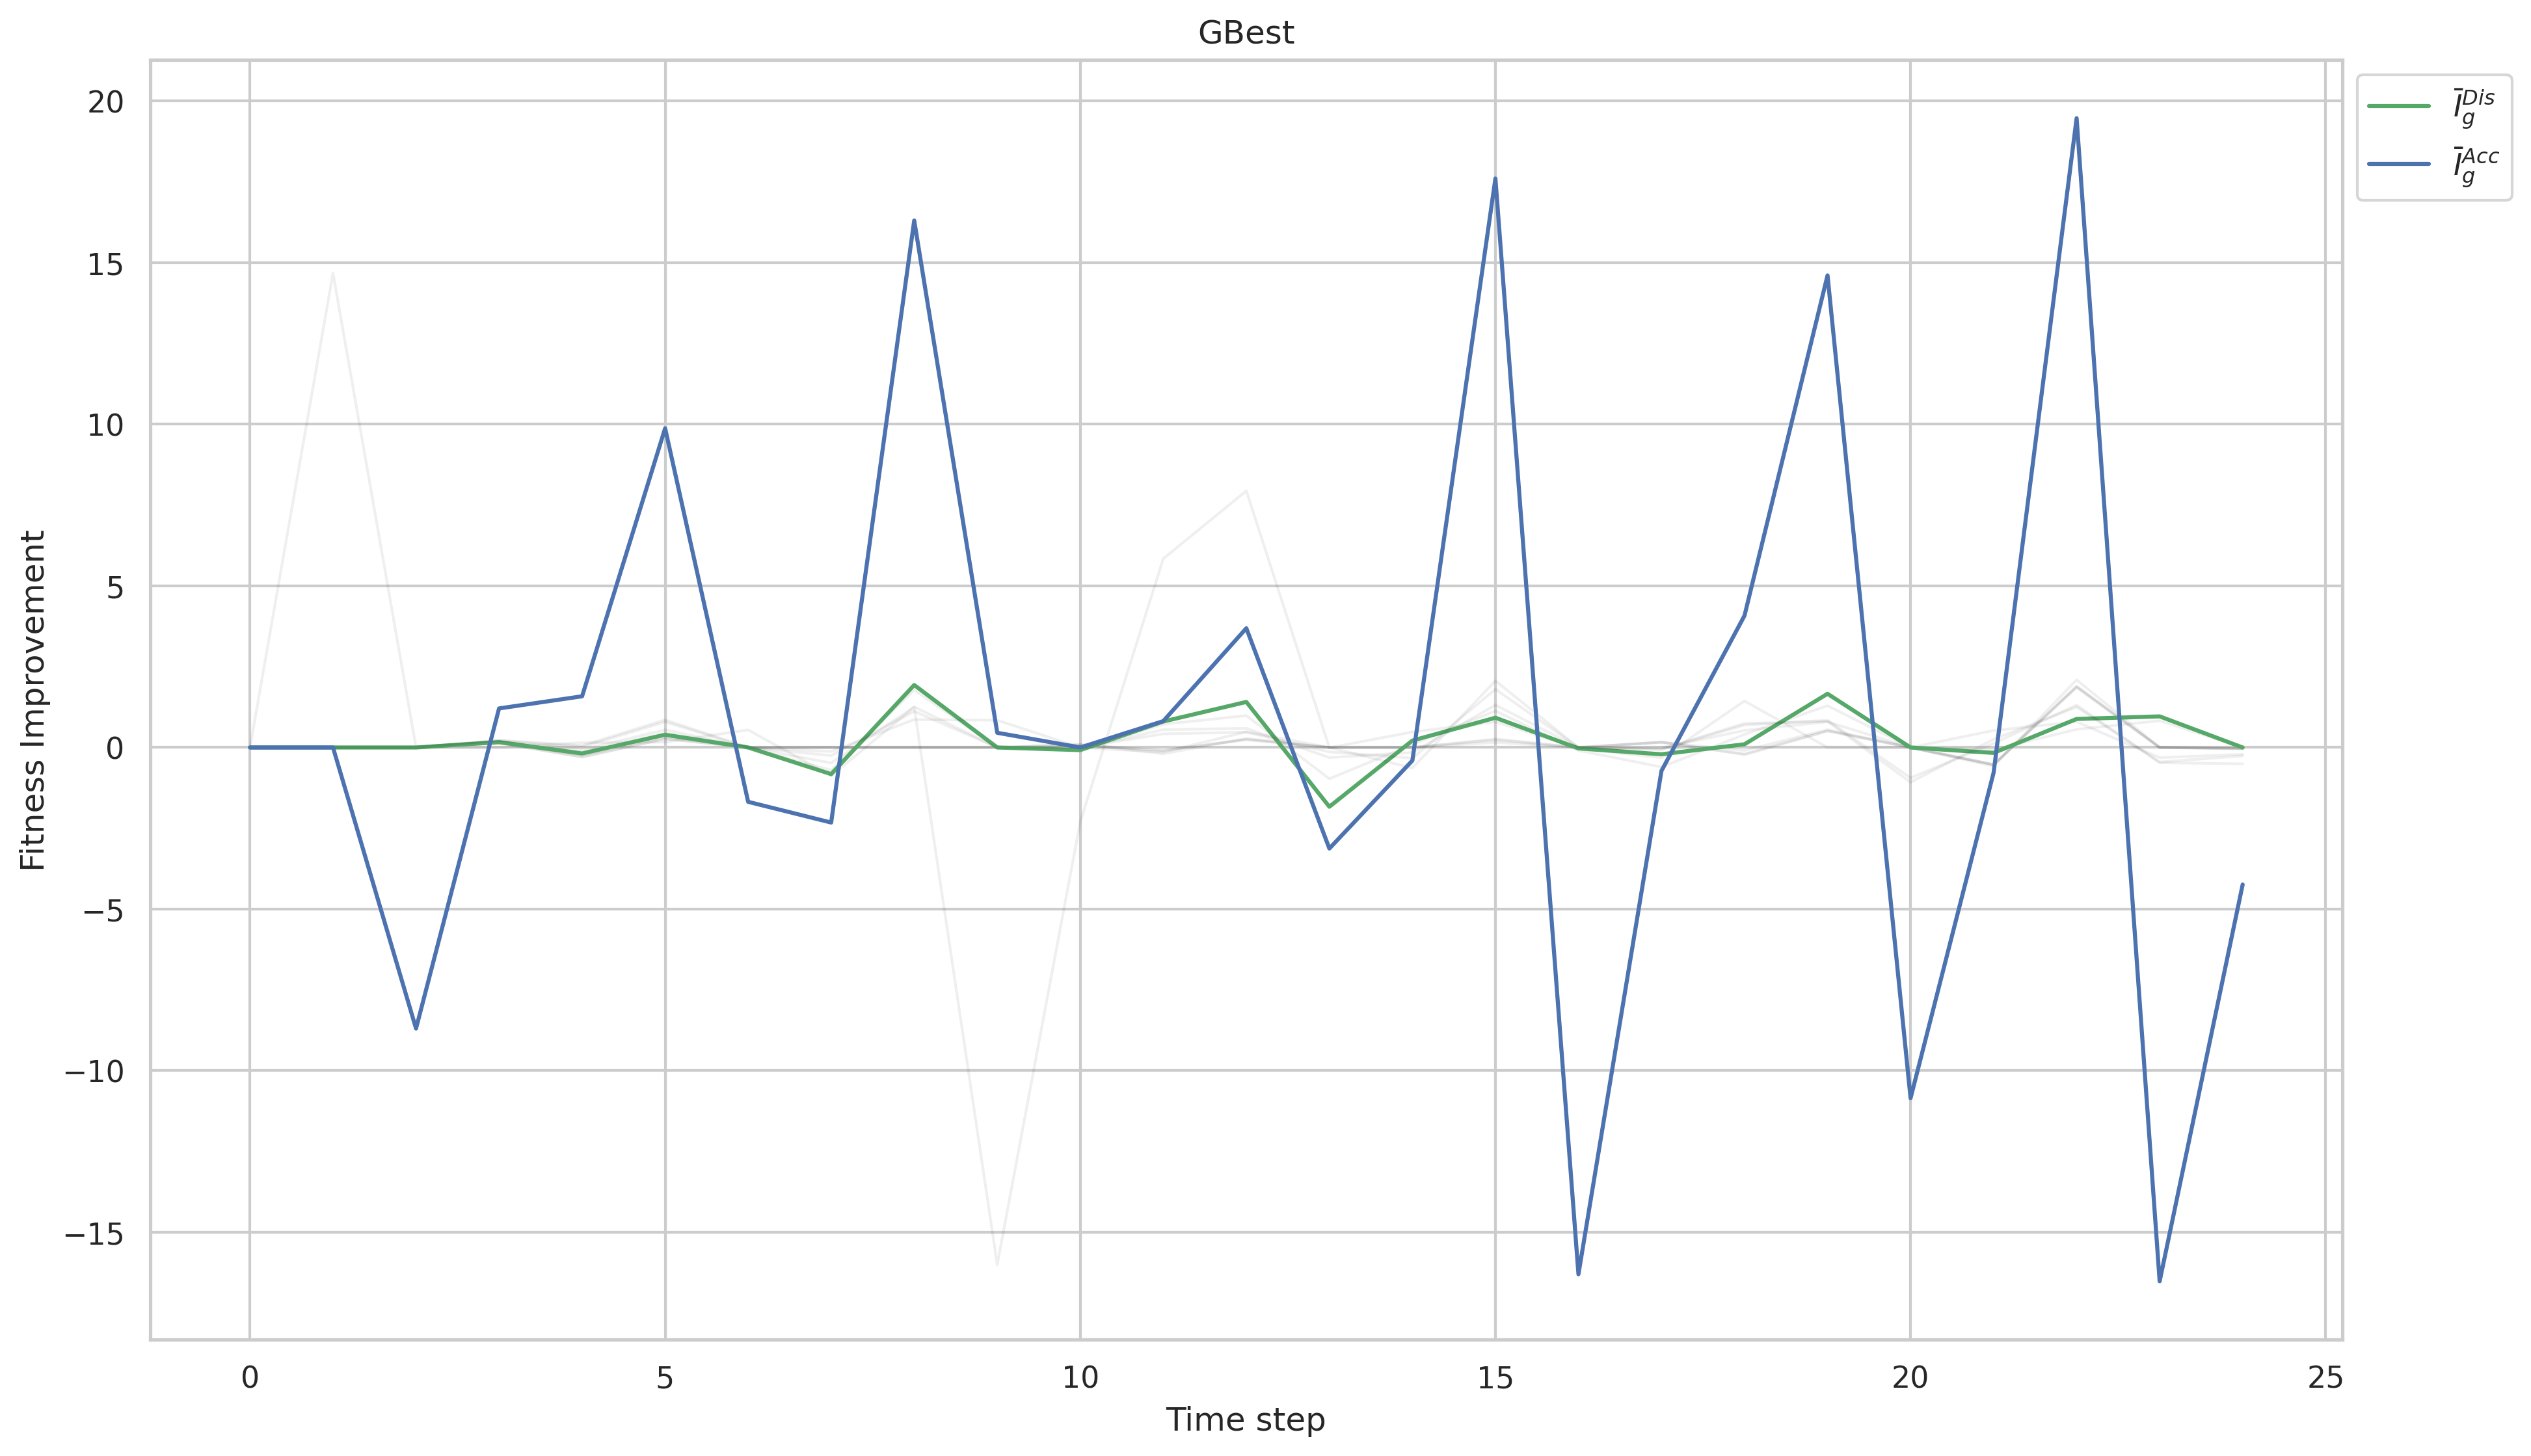 GBest
20
15
10
5
0
−5
−10
−15
Fitness Improvement
0 5 10 15 20 25
Time step
Ī_g^{Dis}
Ī_g^{Acc}